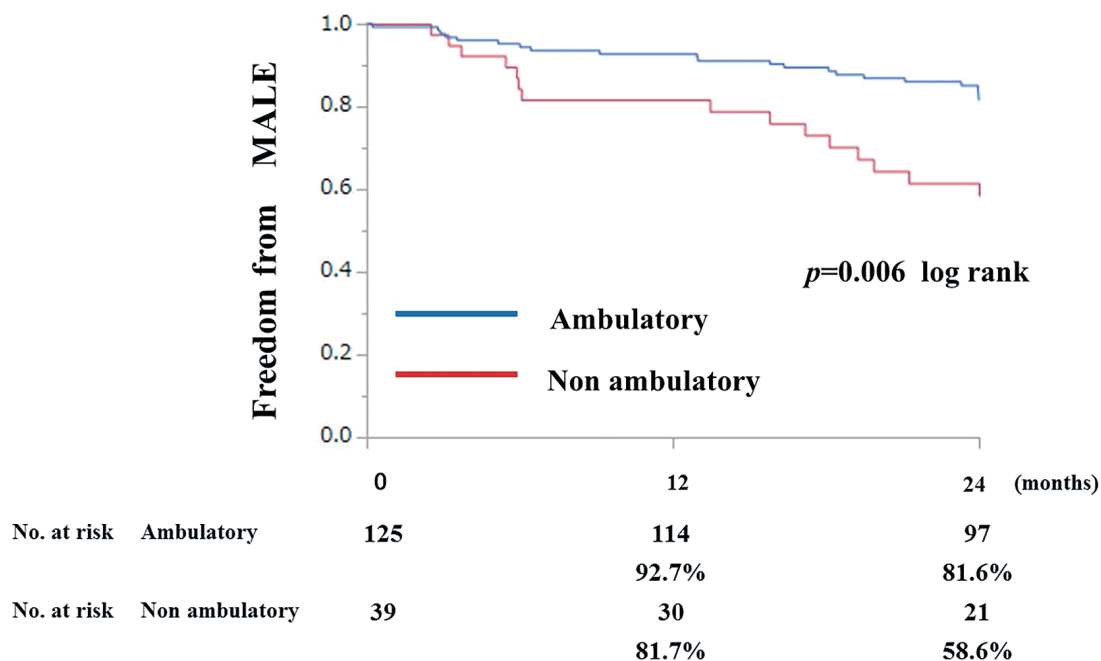 Freedom from MALE
1.0
0.8
0.6
0.4
0.2
0.0
p=0.006 log rank
Ambulatory
Non ambulatory
0 12 24 (months)
No. at risk Ambulatory 125 114 97
92.7% 81.6%
No. at risk Non ambulatory 39 30 21
81.7% 58.6%